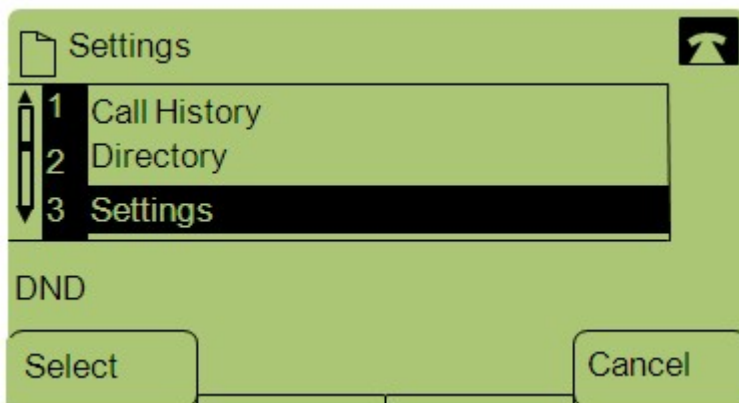 Settings
1 Call History
2 Directory
3 Settings
DND
Select Cancel